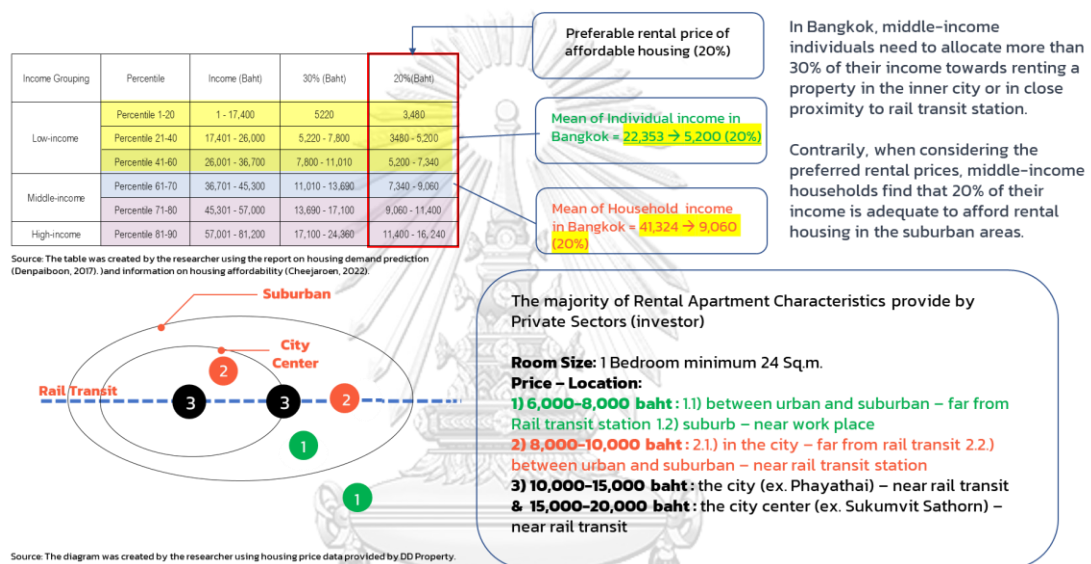 Preferable rental price of
affordable housing (20%)
In Bangkok, middle-income
individuals need to allocate more than
30% of their income towards renting a
property in the inner city or in close
proximity to rail transit station.
Contrarily, when considering the
preferred rental prices, middle-income
households find that 20% of their
income is adequate to afford rental
housing in the suburban areas.
Income Grouping Percentile Income (Baht) 30% (Baht) 20%(Baht)
Low-income
Percentile 1-20 1 - 17,400 5220 3,480
Percentile 21-40 17,401 - 26,000 5,220 - 7,800 3480 - 5,200
Percentile 41-60 26,001 - 36,700 7,800 - 11,010 5,200 - 7,340
Middle-income
Percentile 61-70 36,701 - 45,300 11,010 - 13,690 7,340 - 9,060
Percentile 71-80 45,301 - 57,000 13,690 - 17,100 9,060 - 11,400
High-income Percentile 81-90 57,001 - 81,200 17,100 - 24,360 11,400 - 16,240
Mean of Individual income in
Bangkok = 22,353 → 5,200 (20%)
Mean of Household income
in Bangkok = 41,324 → 9,060
(20%)
Source: The table was created by the researcher using the report on housing demand prediction
(Denpaiboon, 2017). )and information on housing affordability (Cheejaroen, 2022).
Suburban
City
Center
Rail Transit
2
3
3
2
1
1
The majority of Rental Apartment Characteristics provide by
Private Sectors (investor)
Room Size: 1 Bedroom minimum 24 Sq.m.
Price – Location:
1) 6,000-8,000 baht : 1.1) between urban and suburban – far from
Rail transit station 1.2) suburb – near work place
2) 8,000-10,000 baht : 2.1.) in the city – far from rail transit 2.2.)
between urban and suburban – near rail transit station
3) 10,000-15,000 baht : the city (ex. Phayathai) – near rail transit
& 15,000-20,000 baht : the city center (ex. Sukumvit Sathorn) –
near rail transit
Source: The diagram was created by the researcher using housing price data provided by DD Property.